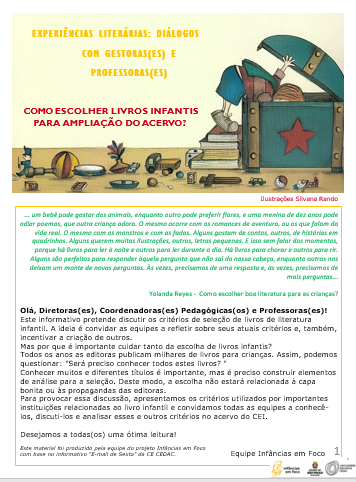 EXPERIÊNCIAS LITERÁRIAS: DIÁLOGOS
COM GESTORAS(ES) E
PROFESSORAS(ES)
COMO ESCOLHER LIVROS INFANTIS
PARA AMPLIAÇÃO DO ACERVO?
Ilustrações Silvana Rando
... um bebê pode gostar dos animais, enquanto outro pode preferir flores, e uma menina de dez anos pode
odiar poemas, que outra criança adora. O mesmo ocorre com os romances de aventura, ou os que falam da
vida real. O mesmo com os monstros e com as fadas. Alguns gostam de contos, outros, de histórias em
quadrinhos. Alguns querem muitas ilustrações, outros, letras pequenas. E isso sem falar dos momentos,
porque há livros para ler à noite e outros para ler durante o dia. Há livros para chorar e outros para rir.
Alguns são perfeitos para responder àquela pergunta que não sai da nossa cabeça, enquanto outros nos
deixam um monte de novas perguntas. Às vezes, precisamos de uma resposta e, às vezes, precisamos de
mais perguntas...
Yolanda Reyes - Como escolher boa literatura para as crianças?
Olá, Diretoras(es), Coordenadoras(es) Pedagógicas(os) e Professoras(es)!
Este informativo pretende discutir os critérios de seleção de livros de literatura
infantil. A ideia é convidar as equipes a refletir sobre seus atuais critérios e, também,
incentivar a criação de outros.
Mas por que é importante cuidar tanto da escolha de livros infantis?
Todos os anos as editoras publicam milhares de livros para crianças. Assim, podemos
questionar: "Será preciso conhecer todos estes livros? "
Conhecer muitos e diferentes títulos é importante, mas é preciso construir elementos
de análise para a seleção. Deste modo, a escolha não estará relacionada à capa
bonita ou às propagandas das editoras.
Para provocar essa discussão, apresentamos os critérios utilizados por importantes
instituições relacionadas ao livro infantil e convidamos todas as equipes a conhecê-
los, discuti-los e analisar esses e outros critérios no acervo do CEI.
Desejamos a todas(os) uma ótima leitura!
Este material foi produzido pela equipe do projeto Infâncias em Foco
com base no informativo "E-mail de Sexta" da CE CEDAC.
Equipe Infâncias em Foco
1
infâncias
em foco